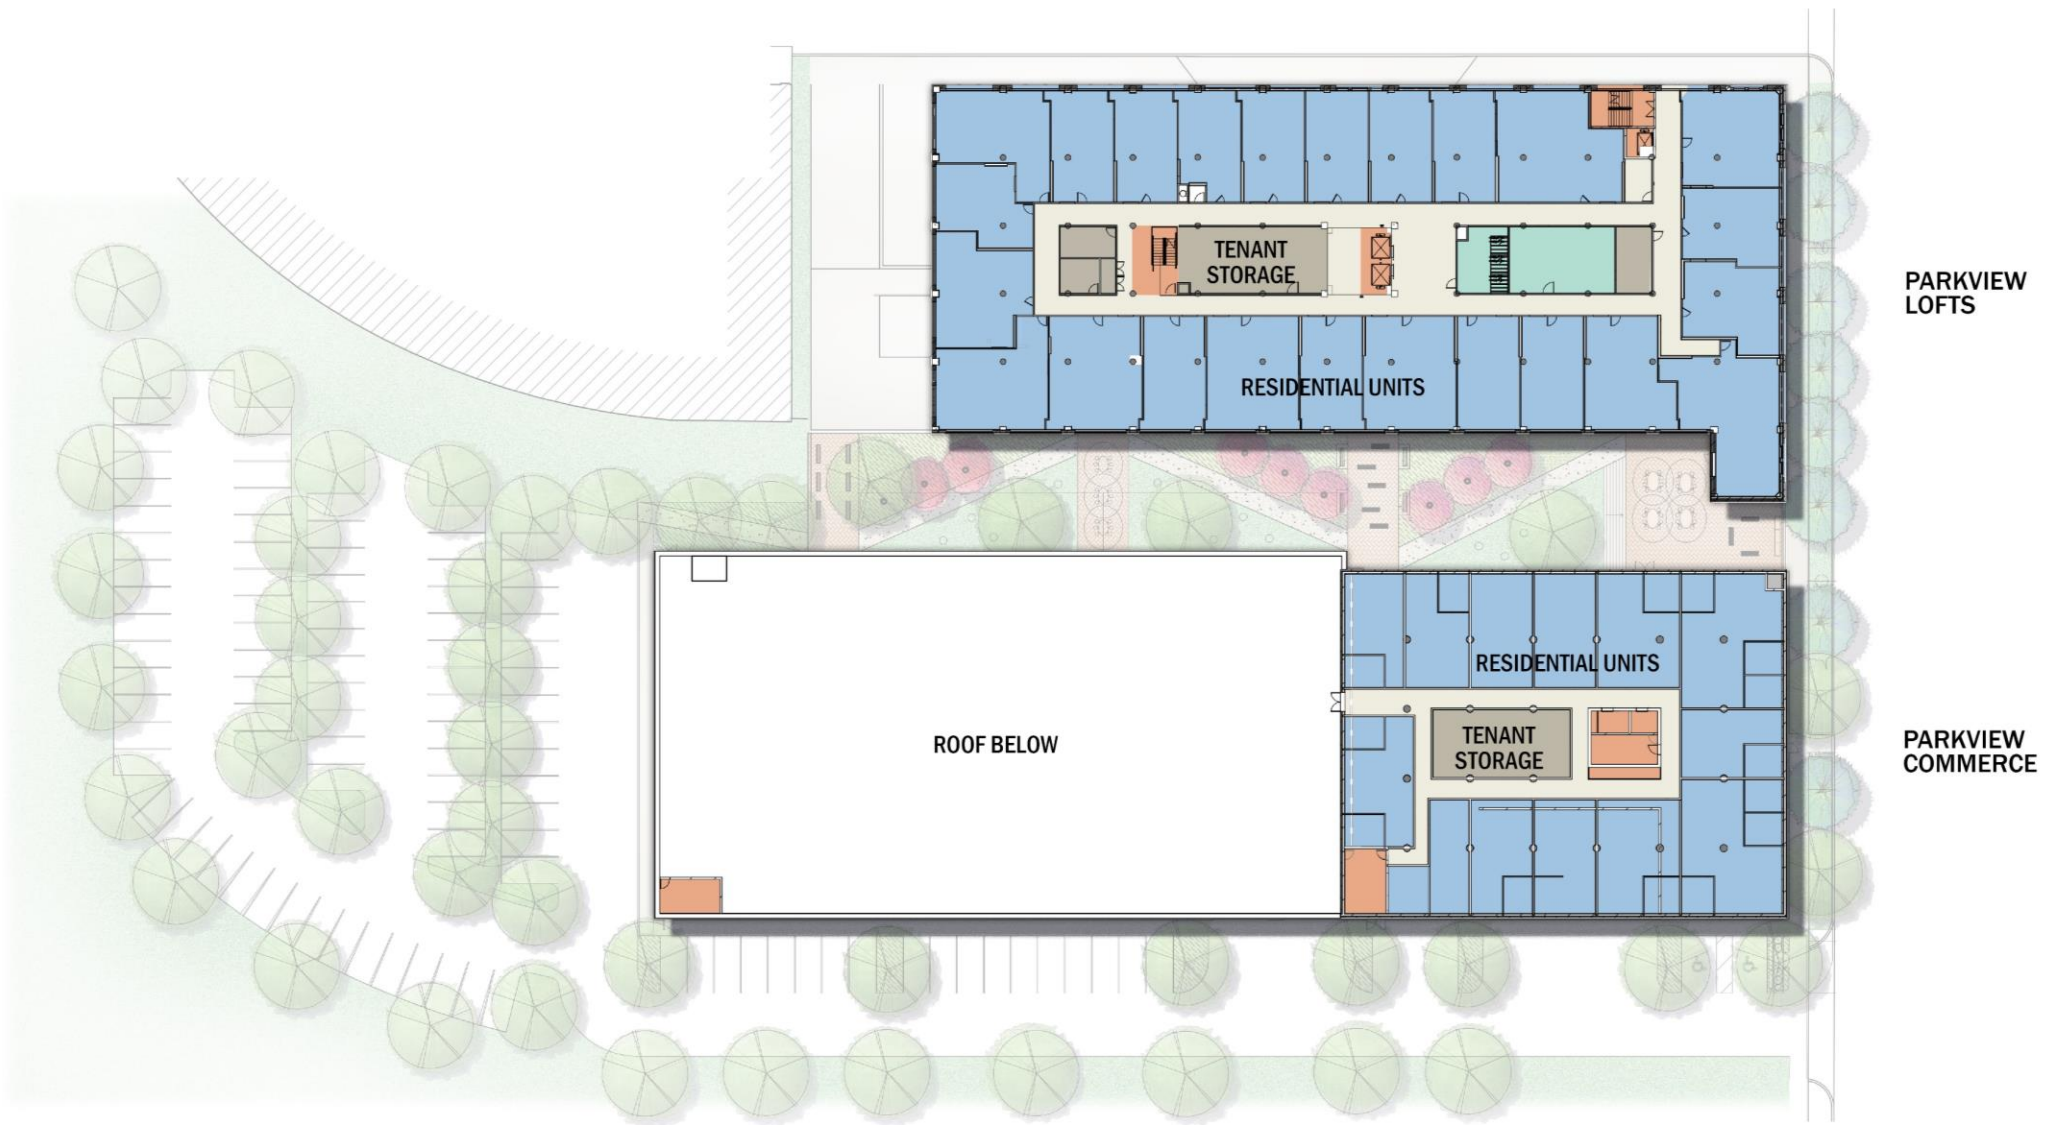 TENANT
STORAGE
PARKVIEW
LOFTS
RESIDENTIAL UNITS
RESIDENTIAL UNITS
TENANT
STORAGE
ROOF BELOW
PARKVIEW
COMMERCE